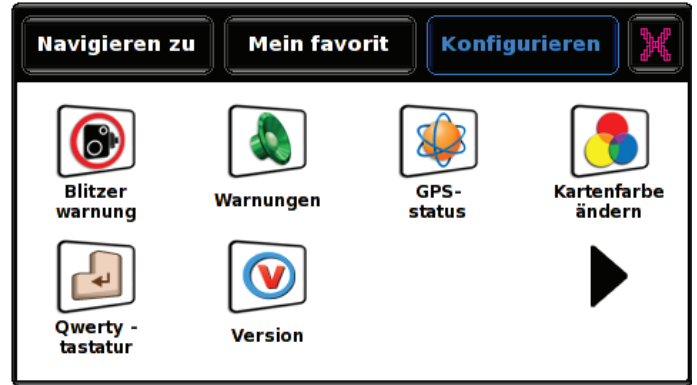 Navigieren zu
Mein favorit
Konfigurieren
Blitzer
warnung
Warnungen
GPS-
status
Kartenfarbe
ändern
Qwerty -
tastatur
V
Version